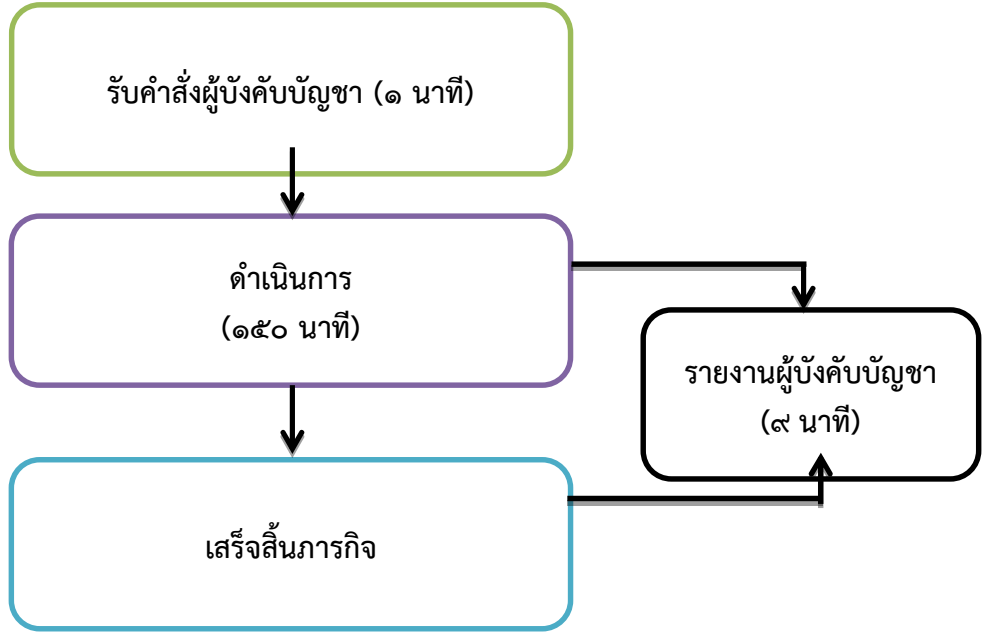 รับคำสั่งผู้บังคับบัญชา (๑ นาที)
ดำเนินการ
(๑๕๐ นาที)
รายงานผู้บังคับบัญชา
(๙ นาที)
เสร็จสิ้นภารกิจ